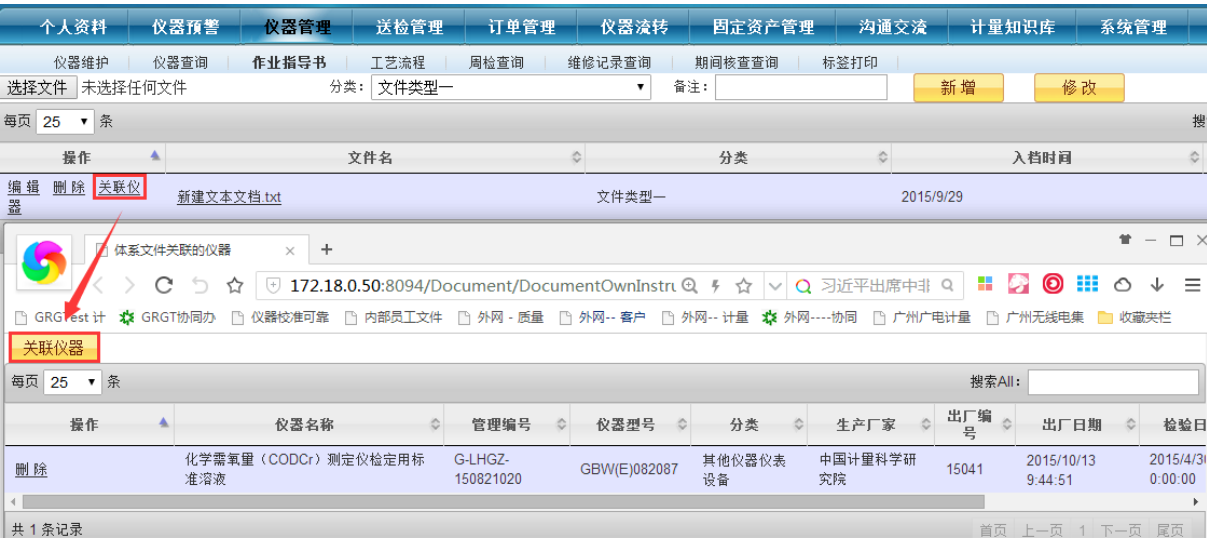 个人资料 仪器预警 仪器管理 送检管理 订单管理 仪器流转 固定资产管理 沟通交流 计量知识库 系统管理
仪器维护 仪器查询 作业指导书 工艺流程 周检查询 维修记录查询 期间核查查询 标签打印
选择文件 未选择任何文件 分类: 文件类型一 备注: 新增 修改
每页 25 条 搜
操作 文件名 分类 入档时间
编辑 删除 关联仪
器 新建文本文档.txt 文件类型一 2015/9/29
体系文件关联的仪器
172.18.0.50:8094/Document/DocumentOwnInstru 习近平出席中非
GRGTest 计 GRGT协同办 仪器校准可靠 内部员工文件 外网 - 质量 外网-- 客户 外网-- 计量 外网----协同 广州广电计量 广州无线电集 收藏夹栏
关联仪器
每页 25 条 搜索All:
操作 仪器名称 管理编号 仪器型号 分类 生产厂家 出厂编 出厂日期 检验日
号
化学需氧量(CODCr)测定仪检定用标 G-LHGZ- 其他仪器仪表 中国计量科学研 2015/10/13 2015/4/30
删除 准溶液 150821020 GBW(E)082087 设备 究院 15041 9:44:51 0:00:00
共 1 条记录 首页 上一页 1 下一页 尾页